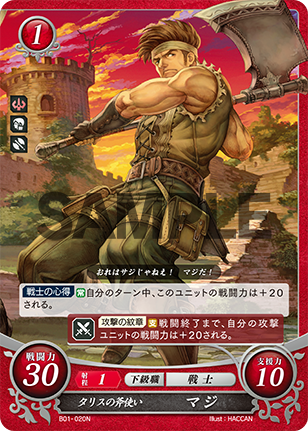 1
SAMPLE
おれはサジじゃねえ! マジだ!
戦士の心得 常 自分のターン中、このユニットの戦闘力は+20
される。
攻撃の紋章 支 戦闘終了まで、自分の攻撃
ユニットの戦闘力は+20される。
戦闘力
30
射程 1 下級職 戦士
支援力
10
タリスの斧使い マジ
B01-020N Illust:HACCAN